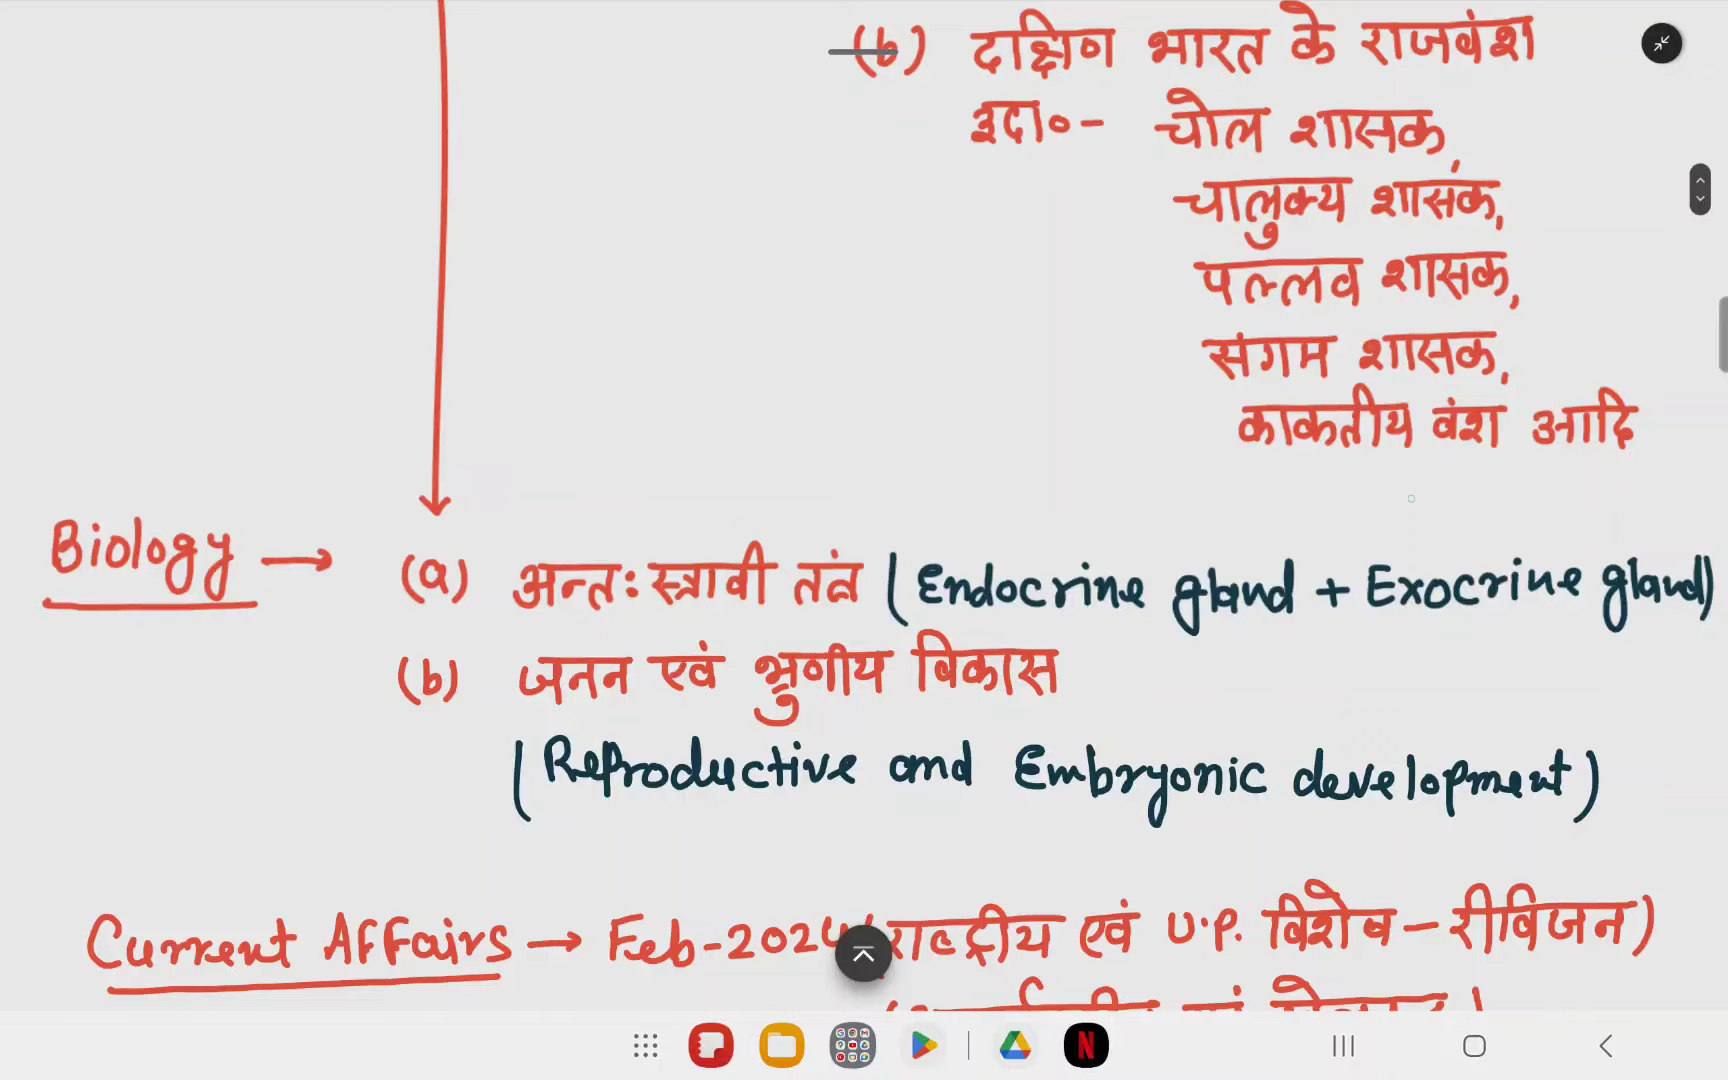 (b) दक्षिण भारत के राजवंश
उदा०- चोल शासक,
चालुक्य शासक,
पल्लव शासक,
संगम शासक,
काकतीय वंश आदि
Biology → (a) अन्तः स्त्रावी तंत्र (Endocrine gland + Exocrine gland)
(b) जनन एवं भ्रुणीय विकास
(Reproductive and Embryonic development)
Current Affairs → Feb-2024 (राष्ट्रीय एवं U.P. विशेष - रीविजन)